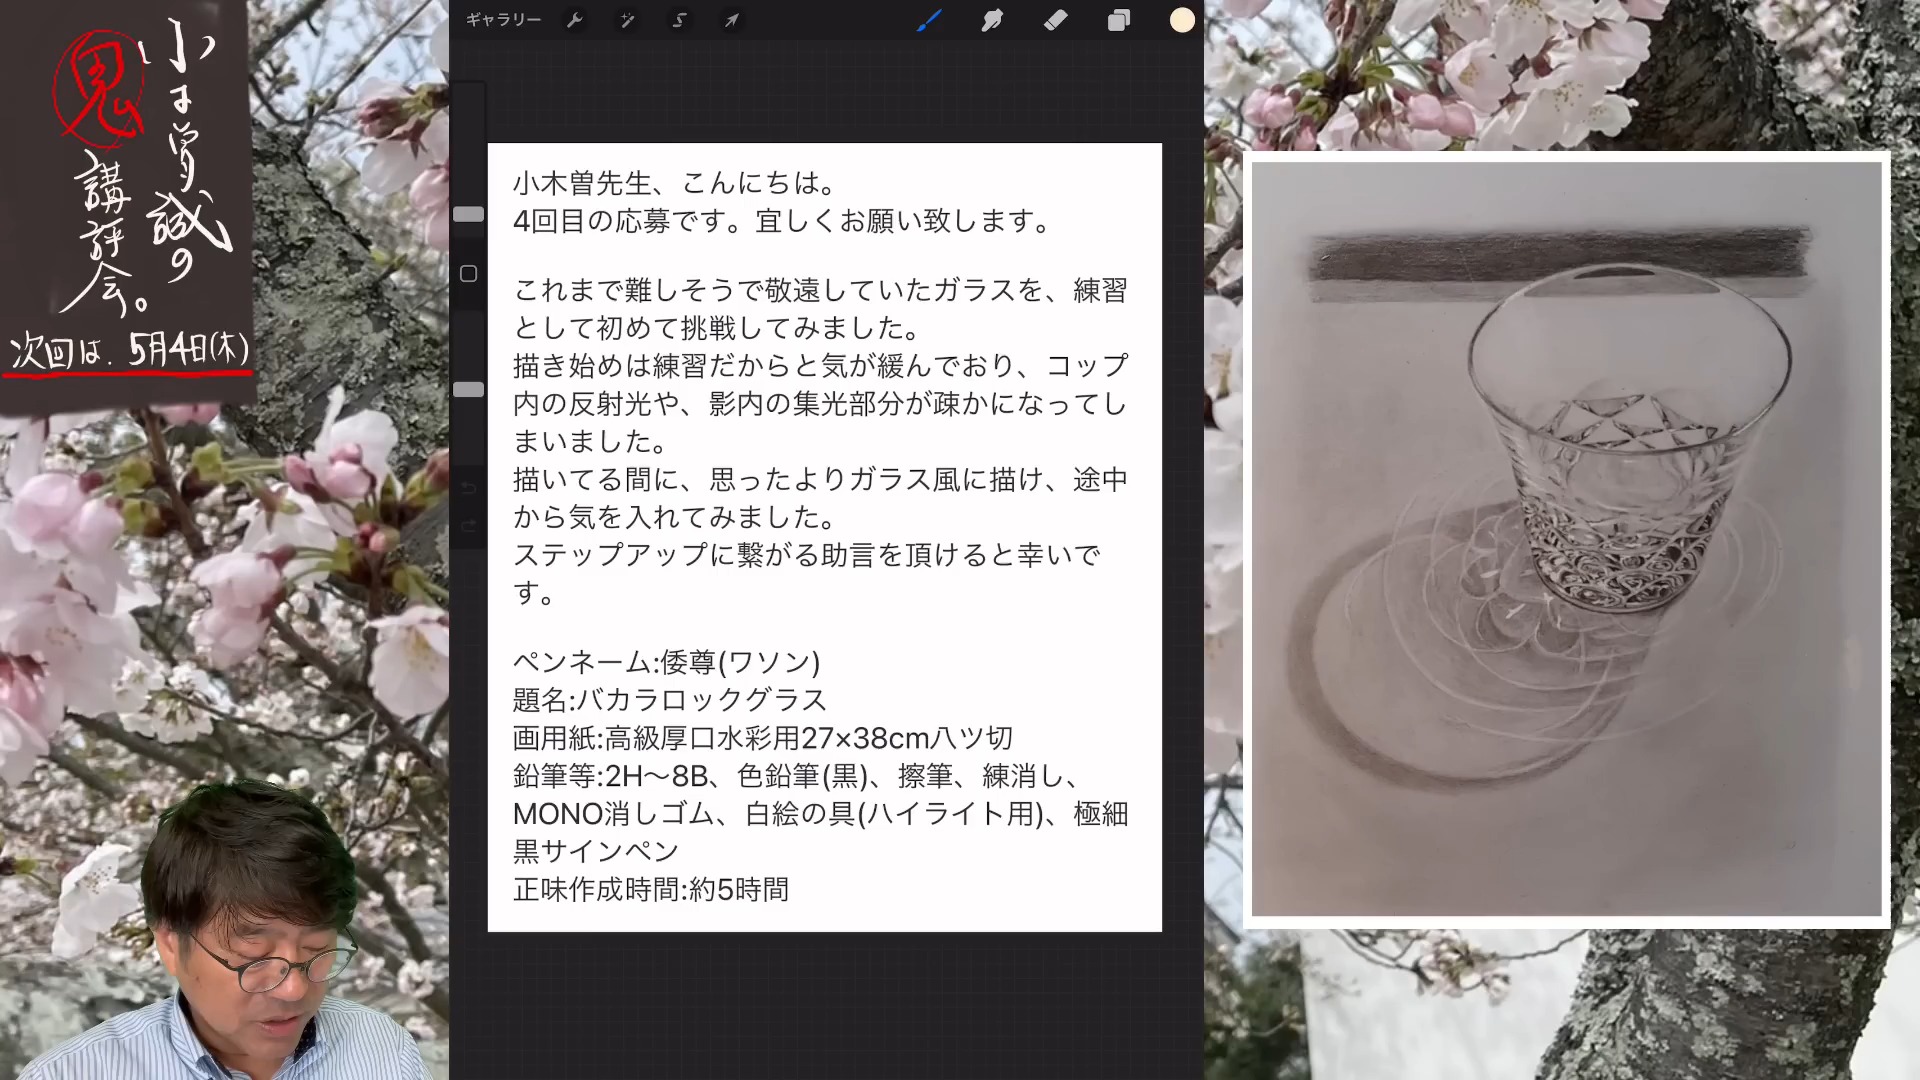 小木曽誠の
鬼講評会。
次回は、5月4日(木)
ギャラリー
小木曽先生、こんにちは。
4回目の応募です。宜しくお願い致します。
これまで難しそうで敬遠していたガラスを、練習
として初めて挑戦してみました。
描き始めは練習だからと気が緩んでおり、コップ
内の反射光や、影内の集光部分が疎かになってし
まいました。
描いてる間に、思ったよりガラス風に描け、途中
から気を入れてみました。
ステップアップに繋がる助言を頂けると幸いで
す。
ペンネーム:倭尊(ワソン)
題名:バカラロックグラス
画用紙:高級厚口水彩用27×38cm八ツ切
鉛筆等:2H〜8B、色鉛筆(黒)、擦筆、練消し、
MONO消しゴム、白絵の具(ハイライト用)、極細
黒サインペン
正味作成時間:約5時間